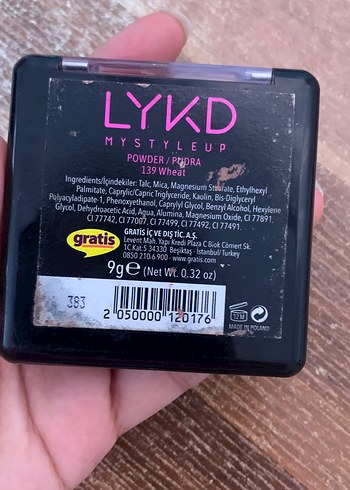 LYKD
MYSTYLEUP
POWDER / PUDRA
139 Wheat
Ingredients/İçindekiler: Talc, Mica, Magnesium Stearate, Ethylhexyl
Palmitate, Caprylic/Capric Triglyceride, Kaolin, Bis-Diglyceryl
Polyacyladipate-1, Phenoxyethanol, Caprylyl Glycol, Benzyl Alcohol, Hexylene
Glycol, Dehydroacetic Acid, Aqua, Alumina, Magnesium Oxide, CI 77891,
CI 77742, CI 77007, CI 77499, CI 77492, CI 77491.
gratis
GRATİS İÇ VE DIŞ TİC. A.Ş.
Levent Mah. Yapı Kredi Plaza C Blok Cömert Sk.
1C Kat:5 34330 Beşiktaş - İstanbul/ Turkey
0850 210 6 900 - www.gratis.com
9g e (Net Wt. 0.32 oz)
383
2 050000 120176
12 M
MADE IN POLAND